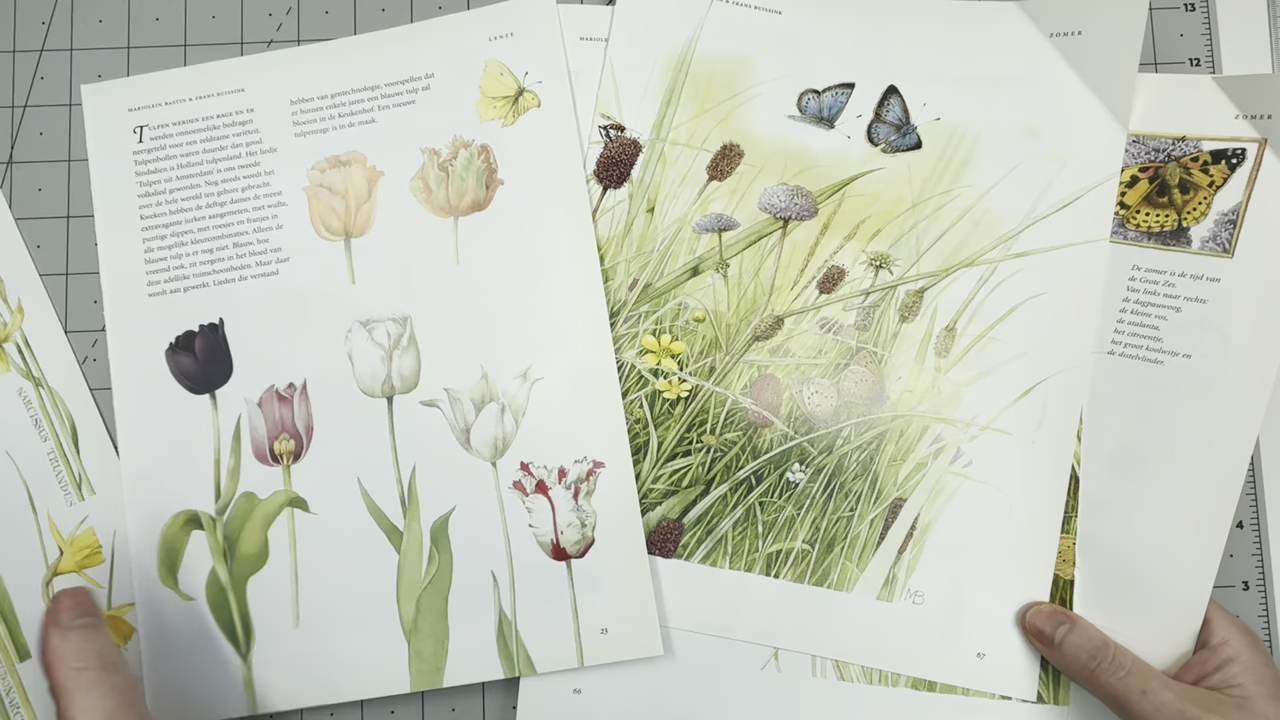 MARJOLEIN BASTIN & FRANS BUISSINK
LENTE
TULPEN WERDEN EEN RAGE EN ER
werden onnoemelijke bedragen
neergeteld voor een zeldzame variëteit.
Tulpenbollen waren duurder dan goud.
Sindsdien is Holland tulpenland. Het liedje
'Tulpen uit Amsterdam' is ons tweede
volkslied geworden. Nog steeds wordt het
over de hele wereld ten gehore gebracht.
Kwekers hebben de deftige dames de meest
extravagante jurken aangemeten, met wufte,
puntige slippen, met roesjes en franjes in
alle mogelijke kleurcombinaties. Alleen de
blauwe tulp is er nog niet. Blauw, hoe
vreemd ook, zit nergens in het bloed van
deze adellijke tuinschoonheden. Maar daar
wordt aan gewerkt. Lieden die verstand
hebben van gentechnologie, voorspellen dat
er binnen enkele jaren een blauwe tulp zal
bloeien in de Keukenhof. Een nieuwe
tulpenrage is in de maak.
23
NARCISSUS TRIANDUS
MARJOLE
66
& FRANS BUISSINK
ZOMER
MB
67
ZOMER
De zomer is de tijd van
de Grote Zes.
Van links naar rechts:
de dagpauwoog,
de kleine vos,
de atalanta,
het citroentje,
het groot koolwitje en
de distelvlinder.
13
12
4
3